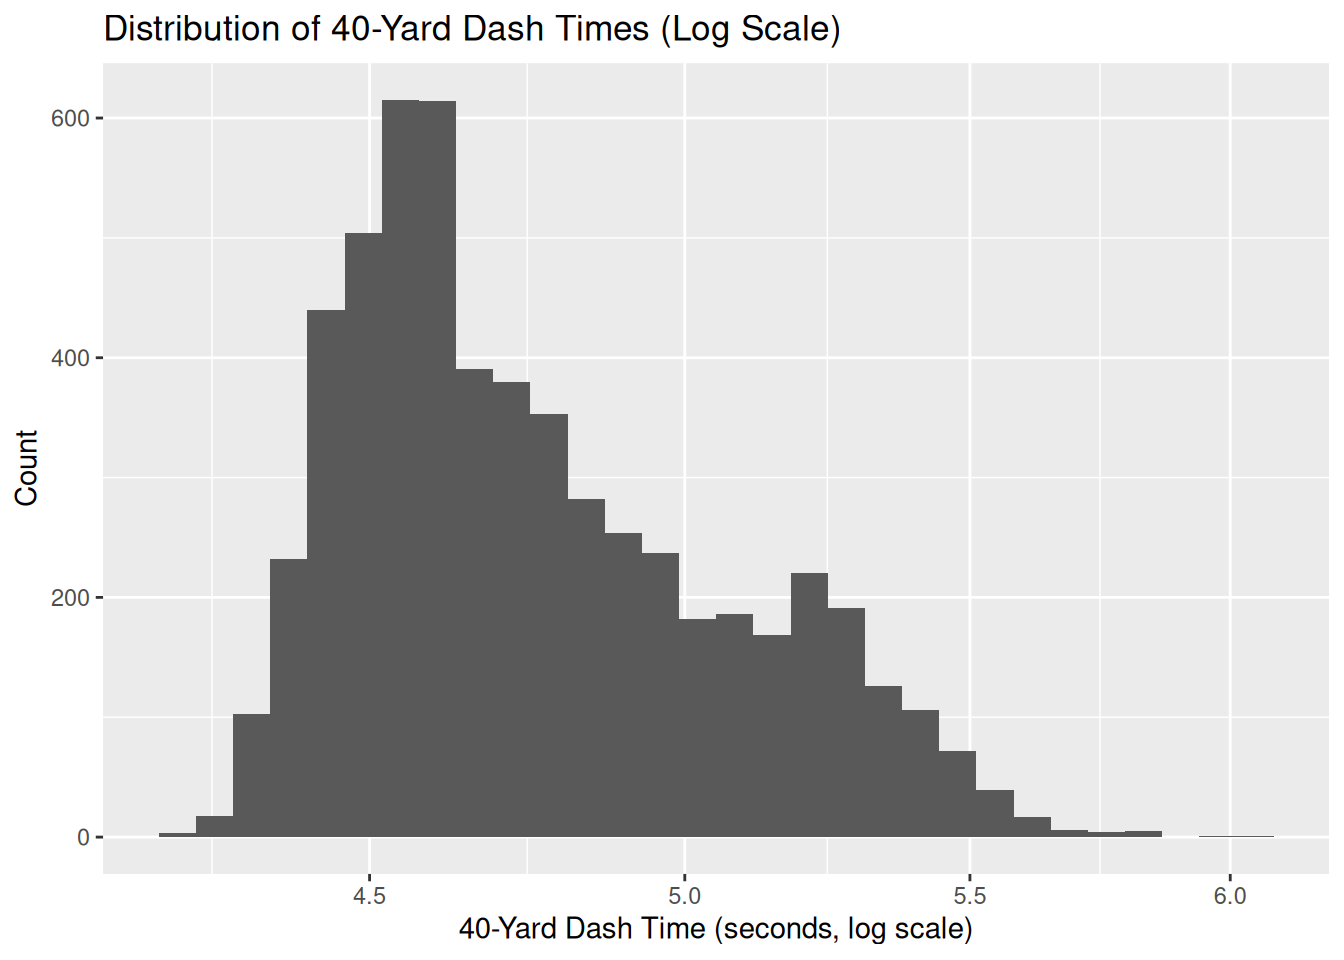 Distribution of 40-Yard Dash Times (Log Scale)
600
400
200
0
Count
4.5 5.0 5.5 6.0
40-Yard Dash Time (seconds, log scale)